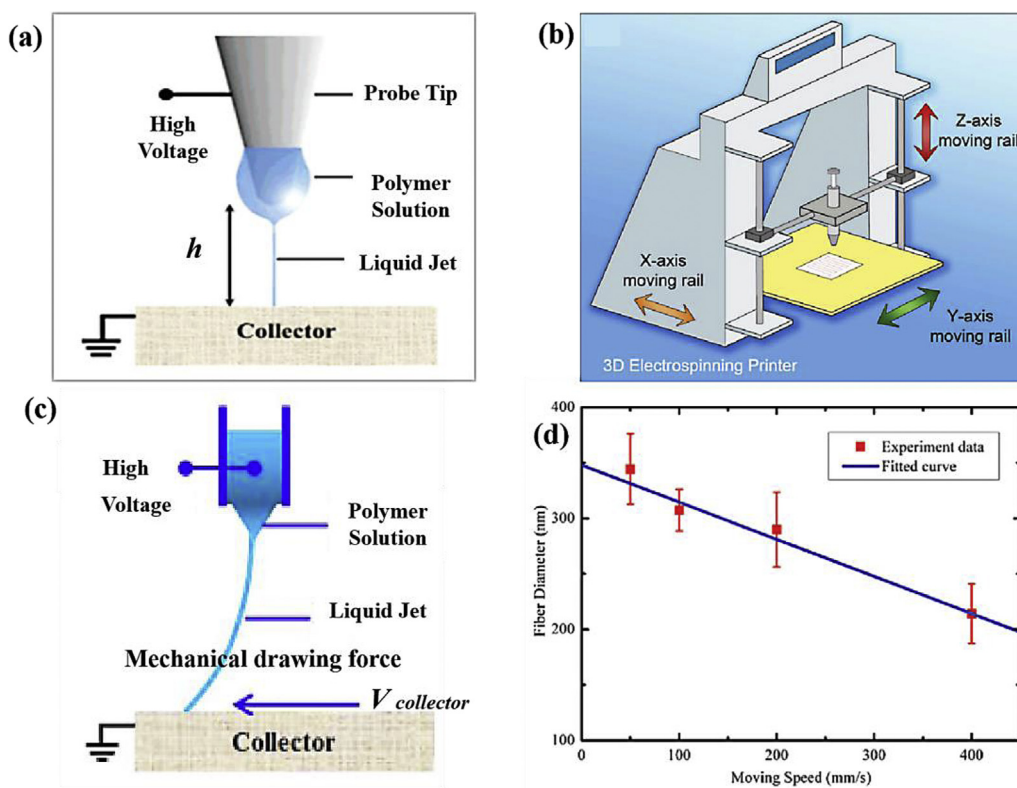 (a)
Probe Tip
High
Voltage
Polymer
Solution
h
Liquid Jet
Collector
(b)
Z-axis
moving rail
X-axis
moving rail
Y-axis
moving rail
3D Electrospinning Printer
(c)
High
Voltage
Polymer
Solution
Liquid Jet
Mechanical drawing force
V collector
Collector
(d)
Experiment data
Fitted curve
400
300
200
100
Fiber Diameter (nm)
0 100 200 300 400
Moving Speed (mm/s)